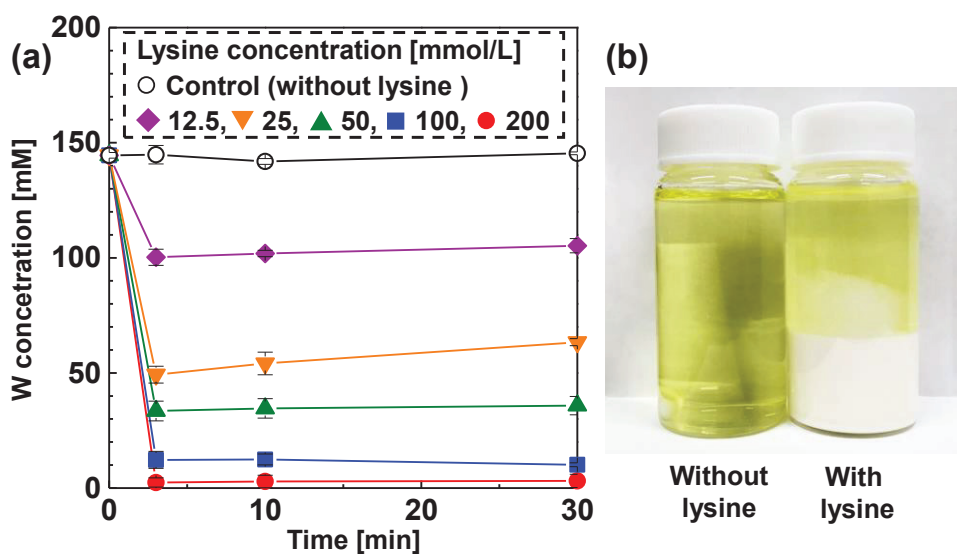 (a)
200
150
100
50
0
W concetration [mM]
Lysine concentration [mmol/L]
Control (without lysine )
12.5, 25, 50, 100, 200
0 10 20 30
Time [min]
(b)
Without
lysine
With
lysine